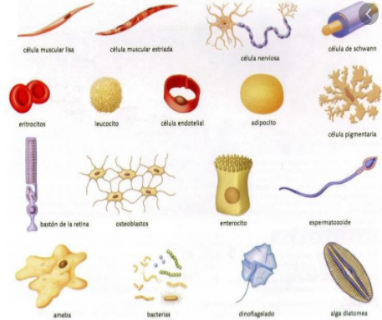 célula muscular lisa
célula muscular estriada
célula nerviosa
célula de schwann
eritrocitos
leucocito
célula endotelial
adipocito
célula pigmentaria
bastón de la retina
osteoblastos
enterocito
espermatozoide
ameba
bacterias
dinoflagelado
alga diatomea